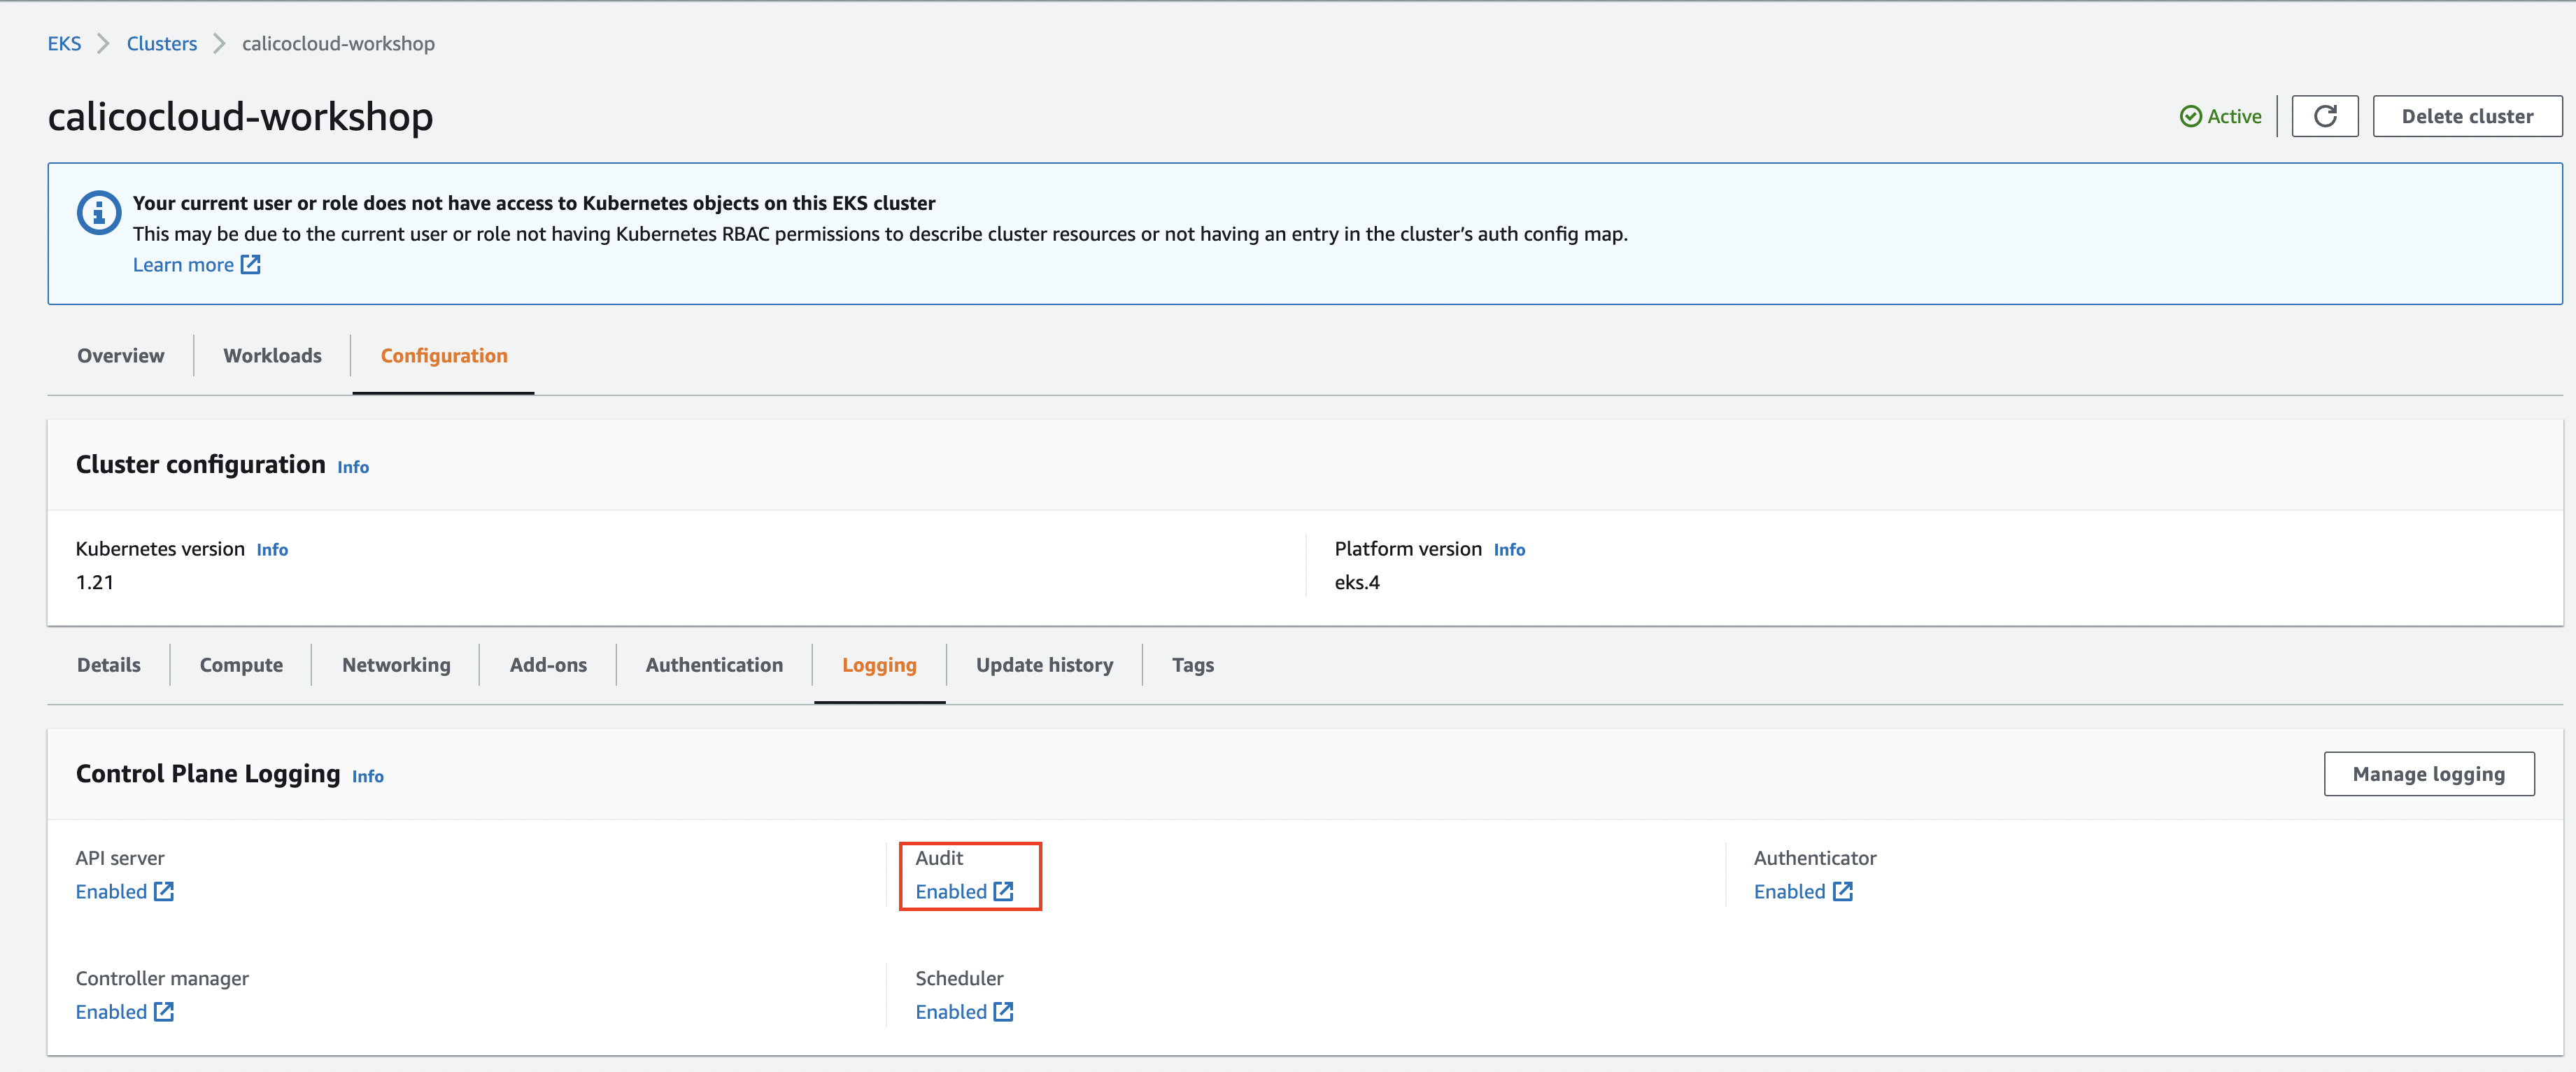 EKS > Clusters > calicocloud-workshop
calicocloud-workshop
Active
Delete cluster
Your current user or role does not have access to Kubernetes objects on this EKS cluster
This may be due to the current user or role not having Kubernetes RBAC permissions to describe cluster resources or not having an entry in the cluster’s auth config map.
Learn more
Overview Workloads Configuration
Cluster configuration Info
Kubernetes version Info
1.21
Platform version Info
eks.4
Details Compute Networking Add-ons Authentication Logging Update history Tags
Control Plane Logging Info
Manage logging
API server
Enabled
Audit
Enabled
Authenticator
Enabled
Controller manager
Enabled
Scheduler
Enabled